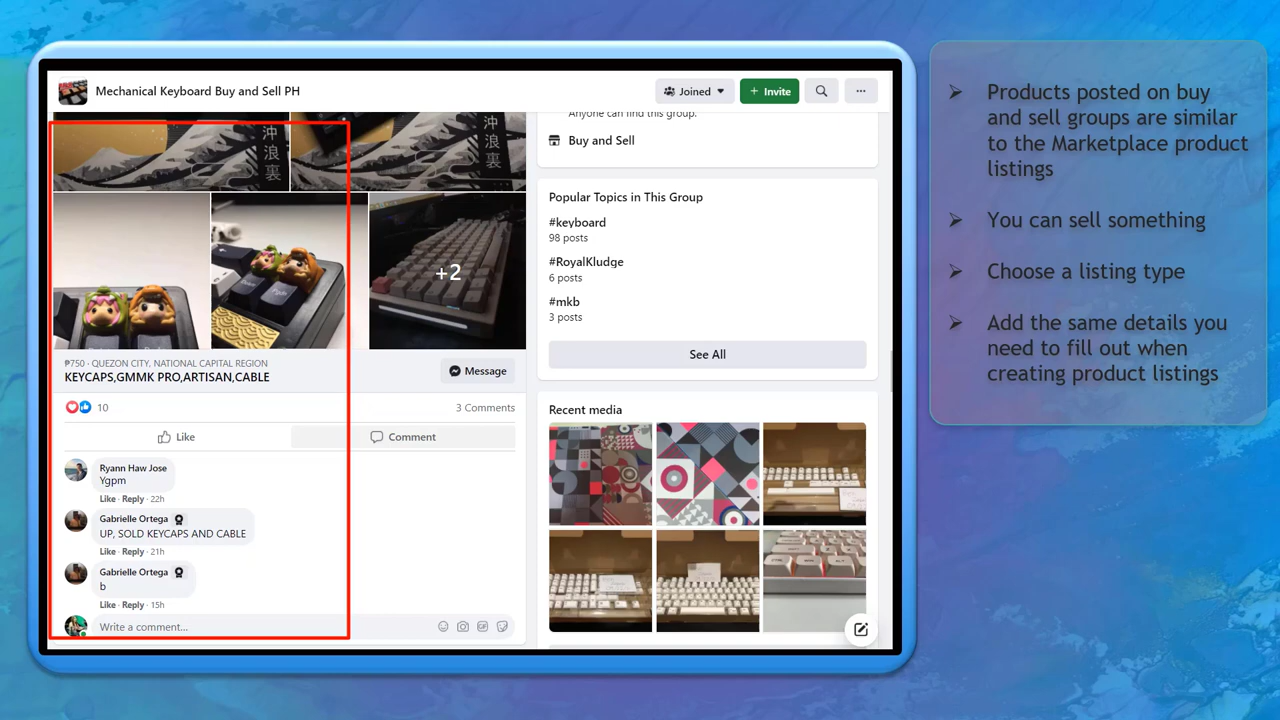 Mechanical Keyboard Buy and Sell PH
Joined
+ Invite
Anyone can find this group.
Buy and Sell
沖浪裏
沖浪裏
+2
₱750 · QUEZON CITY, NATIONAL CAPITAL REGION
KEYCAPS,GMMK PRO,ARTISAN,CABLE
Message
10
3 Comments
Like
Comment
Ryann Haw Jose
Ygpm
Like · Reply · 22h
Gabrielle Ortega
UP, SOLD KEYCAPS AND CABLE
Like · Reply · 21h
Gabrielle Ortega
b
Like · Reply · 15h
Write a comment...
Popular Topics in This Group
#keyboard
98 posts
#RoyalKludge
6 posts
#mkb
3 posts
See All
Recent media
Products posted on buy
and sell groups are similar
to the Marketplace product
listings
You can sell something
Choose a listing type
Add the same details you
need to fill out when
creating product listings